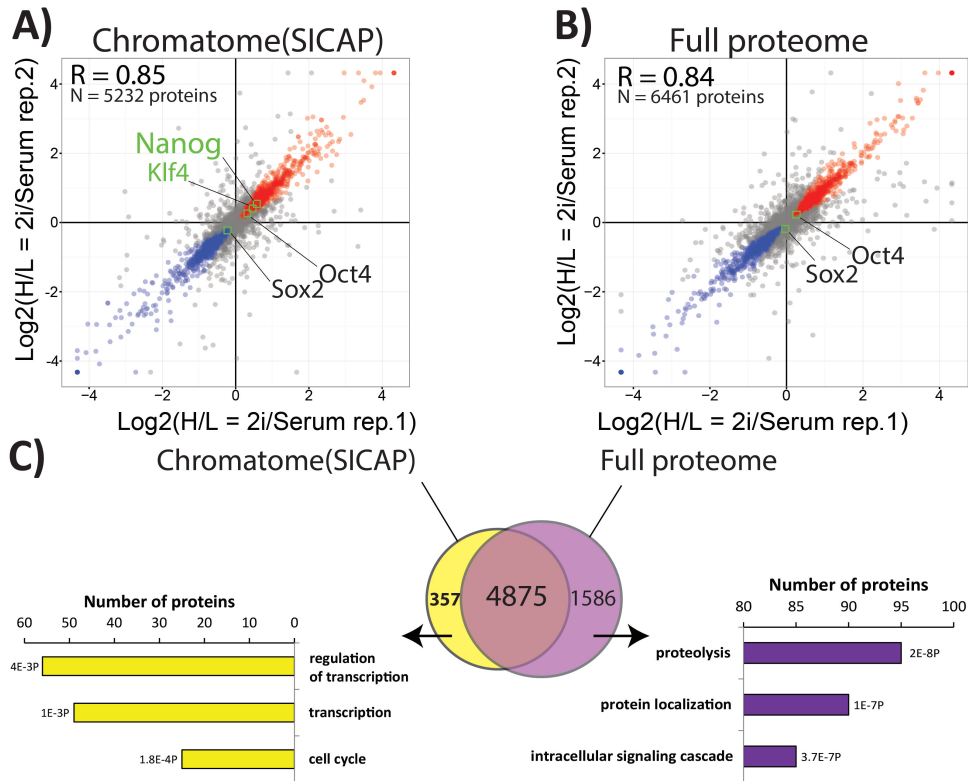 A)
Chromatome(SICAP)
R = 0.85
N = 5232 proteins
Nanog
Klf4
Sox2
Oct4
Log2(H/L = 2i/Serum rep.2)
4
2
0
-2
-4
−4
−2
0
2
4
Log2(H/L = 2i/Serum rep.1)
B)
Full proteome
R = 0.84
N = 6461 proteins
Oct4
Sox2
Log2(H/L = 2i/Serum rep.2)
4
2
0
-2
-4
−4
−2
0
2
4
Log2(H/L = 2i/Serum rep.1)
C)
Chromatome(SICAP)
Full proteome
357
4875
1586
Number of proteins
60 50 40 30 20 10 0
4E-3P
regulation
of transcription
1E-3P
transcription
1.8E-4P
cell cycle
Number of proteins
80 85 90 95 100
proteolysis
2E-8P
protein localization
1E-7P
intracellular signaling cascade
3.7E-7P